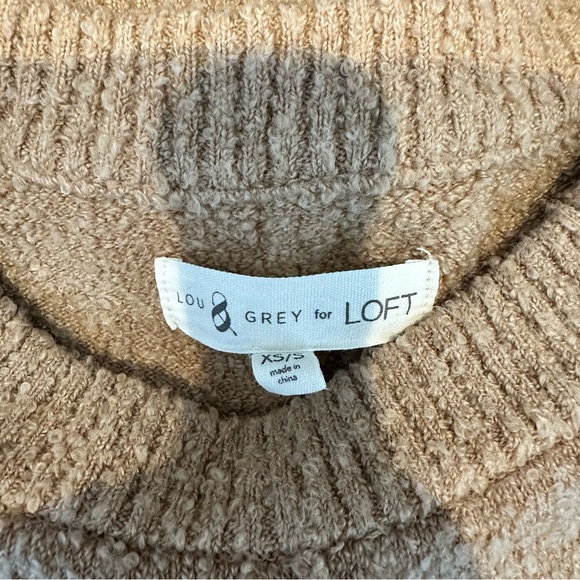 LOU & GREY for LOFT
XS/S
made in
china